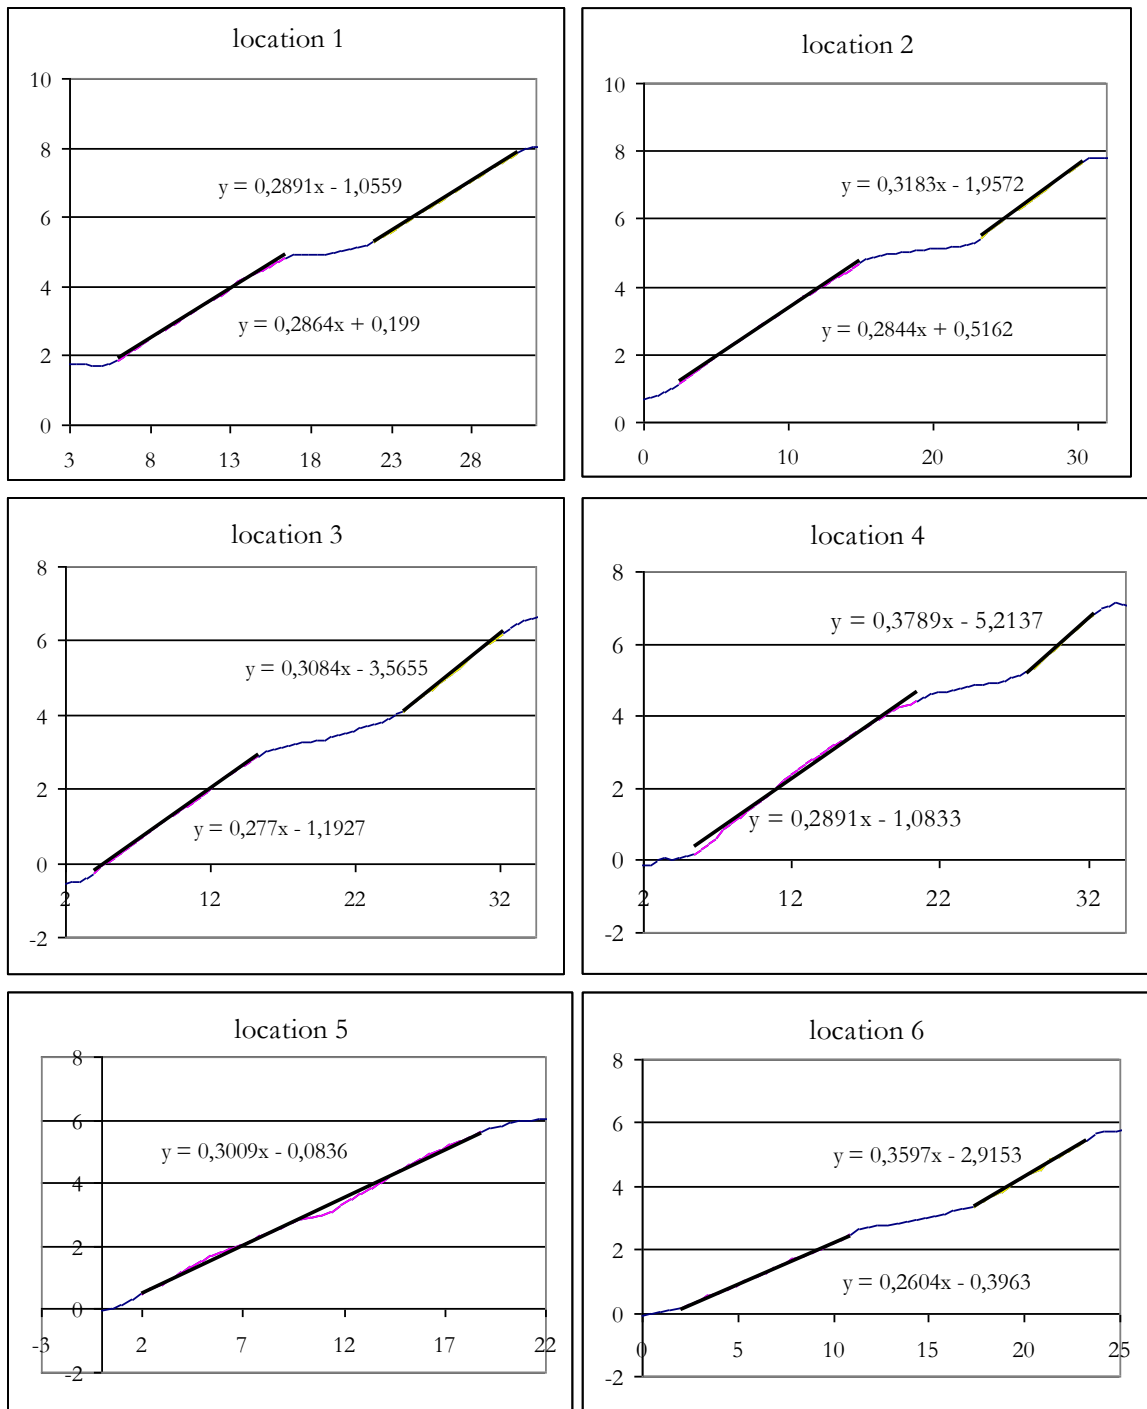 location 1
10
8
y = 0,2891x - 1,0559
6
4
y = 0,2864x + 0,199
2
0
3 8 13 18 23 28
location 2
10
8
y = 0,3183x - 1,9572
6
4
y = 0,2844x + 0,5162
2
0
0 10 20 30
location 3
8
6
y = 0,3084x - 3,5655
4
2
y = 0,277x - 1,1927
0
2 12 22 32
-2
location 4
8
y = 0,3789x - 5,2137
6
4
2
y = 0,2891x - 1,0833
0
2 12 22 32
-2
location 5
8
6
y = 0,3009x - 0,0836
4
2
0
-3 2 7 12 17 22
-2
location 6
8
6
y = 0,3597x - 2,9153
4
2
y = 0,2604x - 0,3963
0
0 5 10 15 20 25
-2